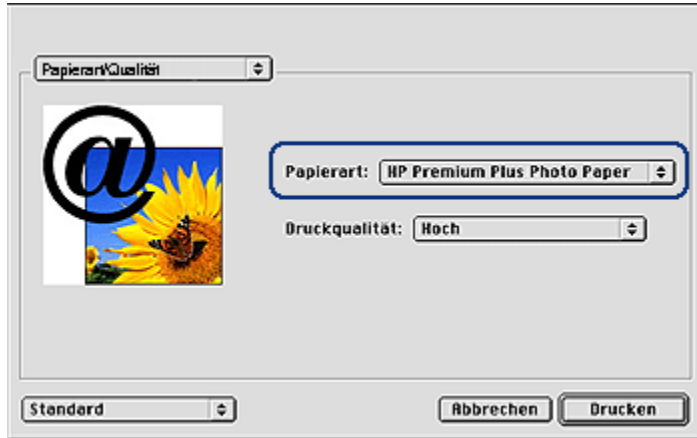 Papierart/Qualität
@
Papierart: HP Premium Plus Photo Paper
Druckqualität: Hoch
Standard
Abbrechen
Drucken